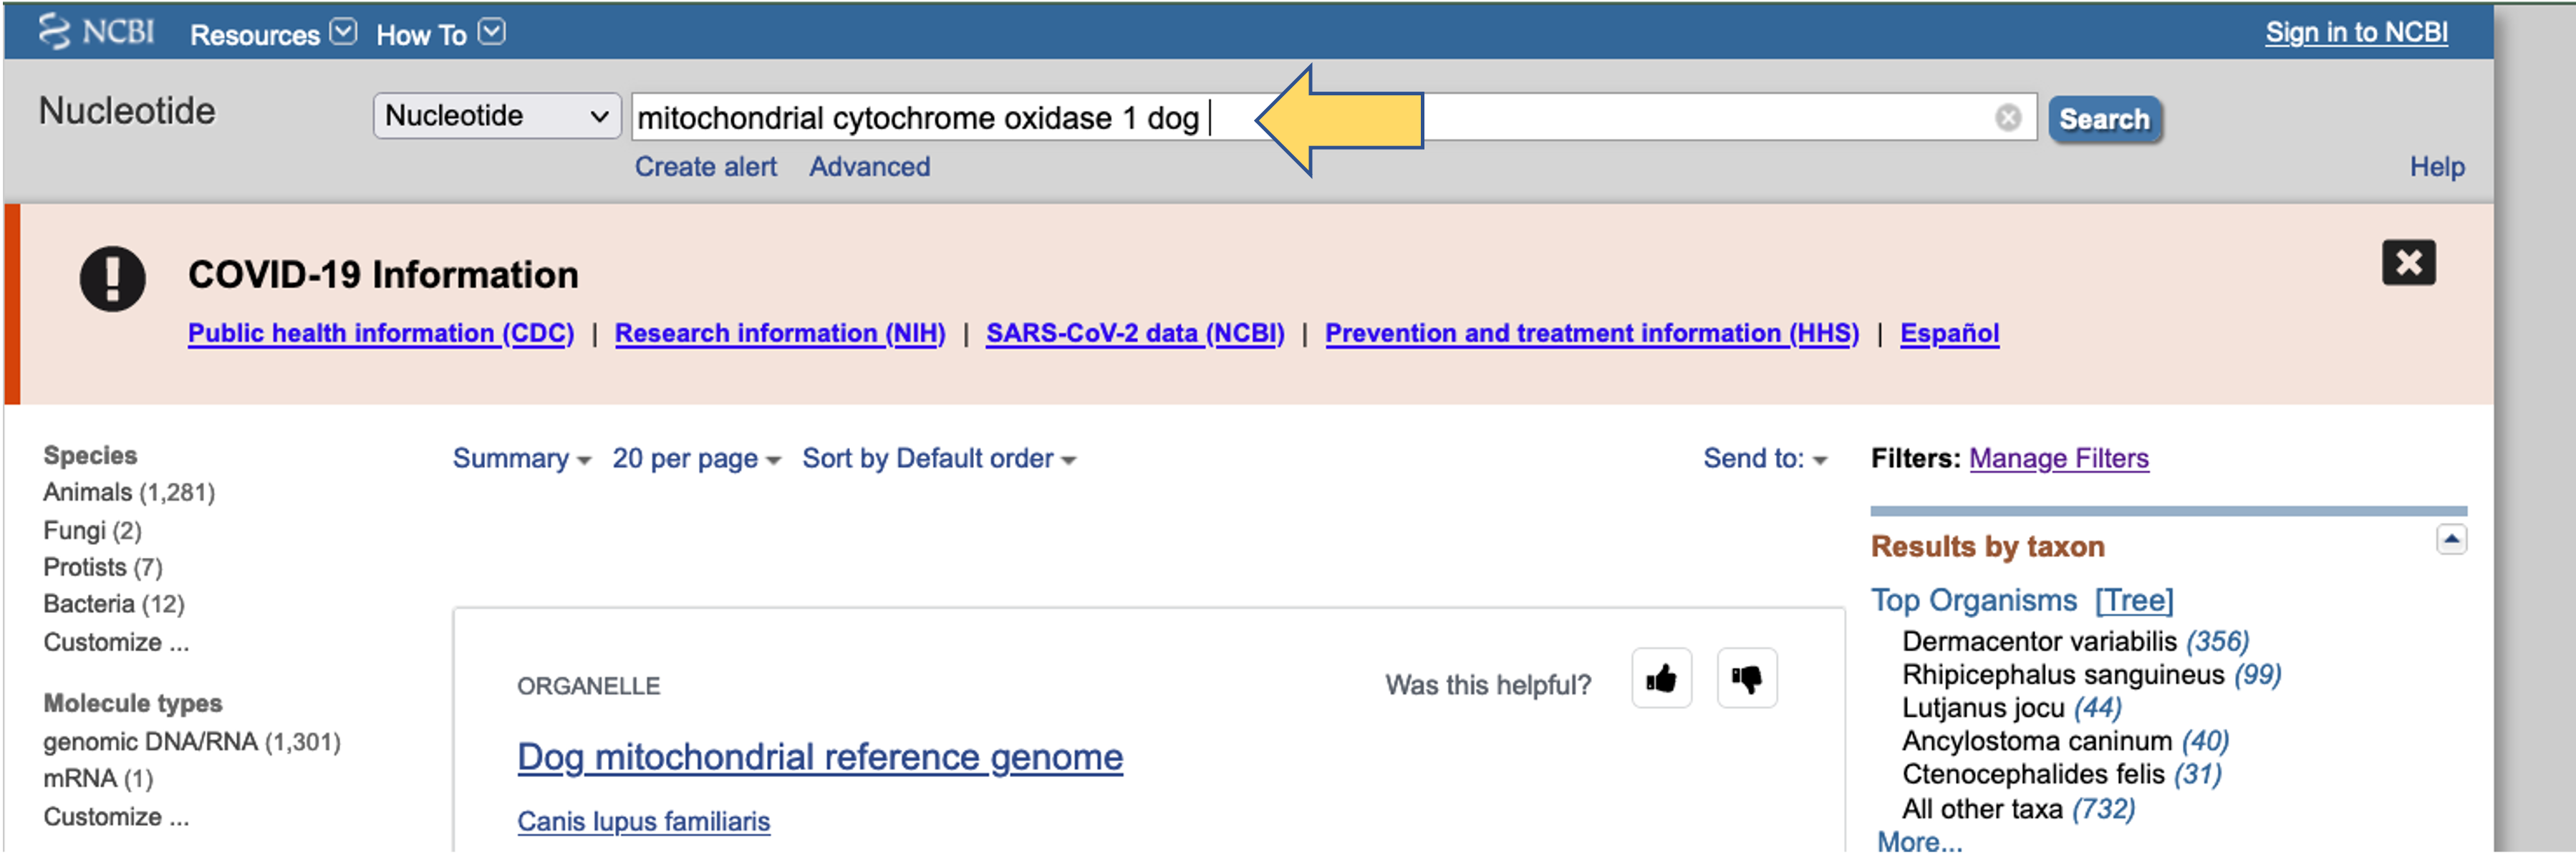 NCBI Resources How To Sign in to NCBI
Nucleotide Nucleotide mitochondrial cytochrome oxidase 1 dog Search
Create alert Advanced Help
COVID-19 Information
Public health information (CDC) | Research information (NIH) | SARS-CoV-2 data (NCBI) | Prevention and treatment information (HHS) | Español
Species
Animals (1,281)
Fungi (2)
Protists (7)
Bacteria (12)
Customize ...
Molecule types
genomic DNA/RNA (1,301)
mRNA (1)
Customize ...
Summary 20 per page Sort by Default order Send to:
ORGANELLE Was this helpful?
Dog mitochondrial reference genome
Canis lupus familiaris
Filters: Manage Filters
Results by taxon
Top Organisms [Tree]
Dermacentor variabilis (356)
Rhipicephalus sanguineus (99)
Lutjanus jocu (44)
Ancylostoma caninum (40)
Ctenocephalides felis (31)
All other taxa (732)
More...